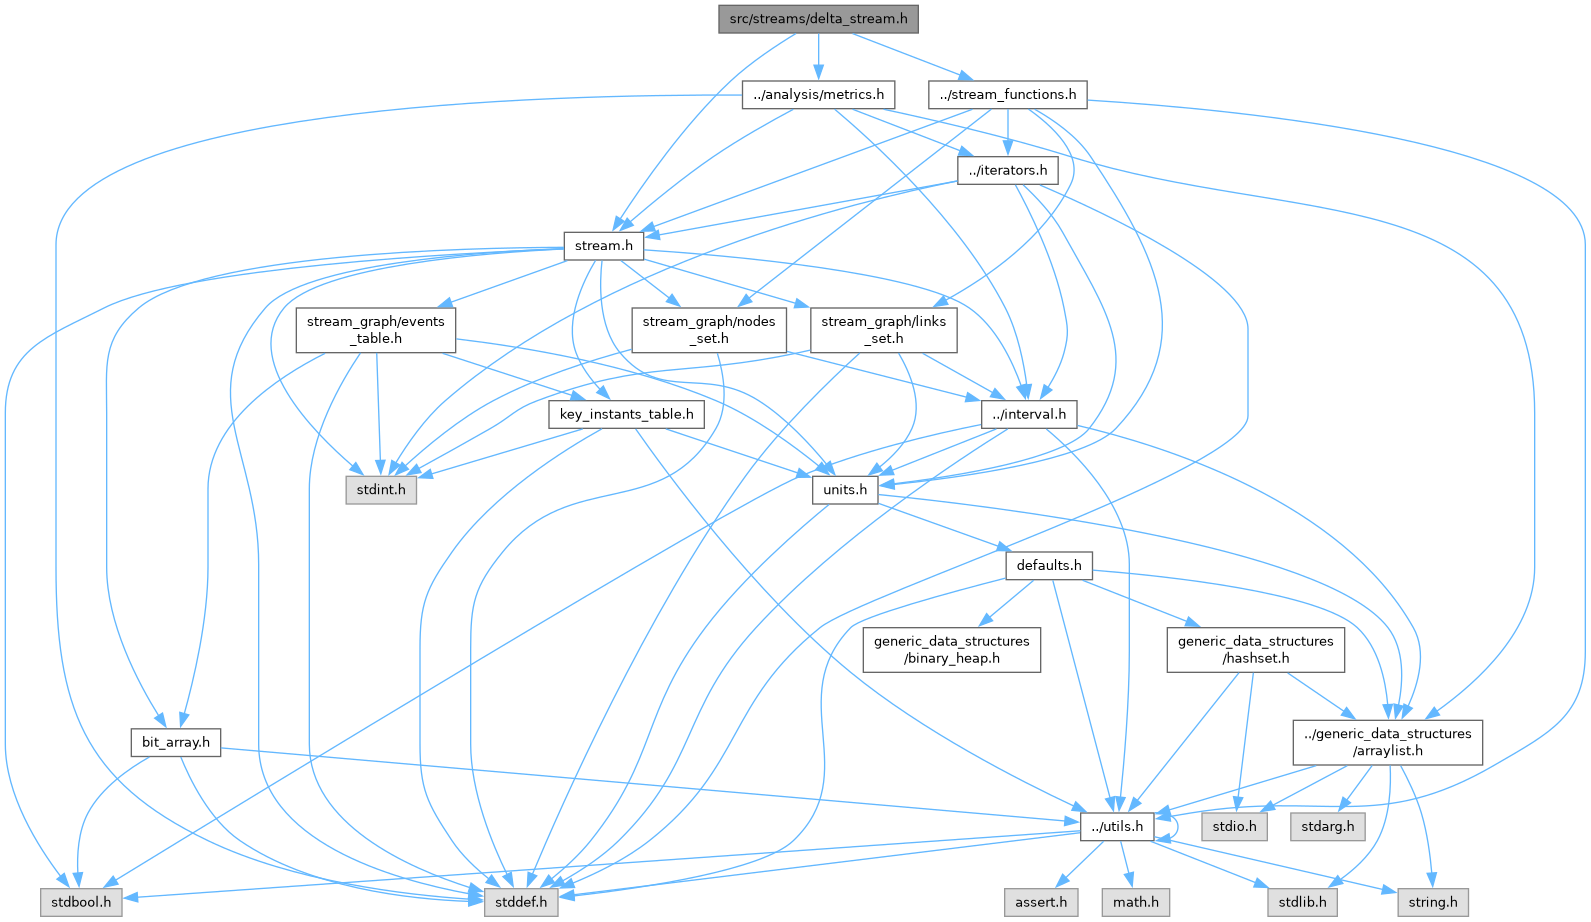 src/streams/delta_stream.h
../analysis/metrics.h
../stream_functions.h
../iterators.h
stream.h
stream_graph/events
_table.h
stream_graph/nodes
_set.h
stream_graph/links
_set.h
key_instants_table.h
../interval.h
stdint.h
units.h
defaults.h
generic_data_structures
/binary_heap.h
generic_data_structures
/hashset.h
bit_array.h
../generic_data_structures
/arraylist.h
../utils.h
stdio.h
stdarg.h
stdbool.h
stddef.h
assert.h
math.h
stdlib.h
string.h